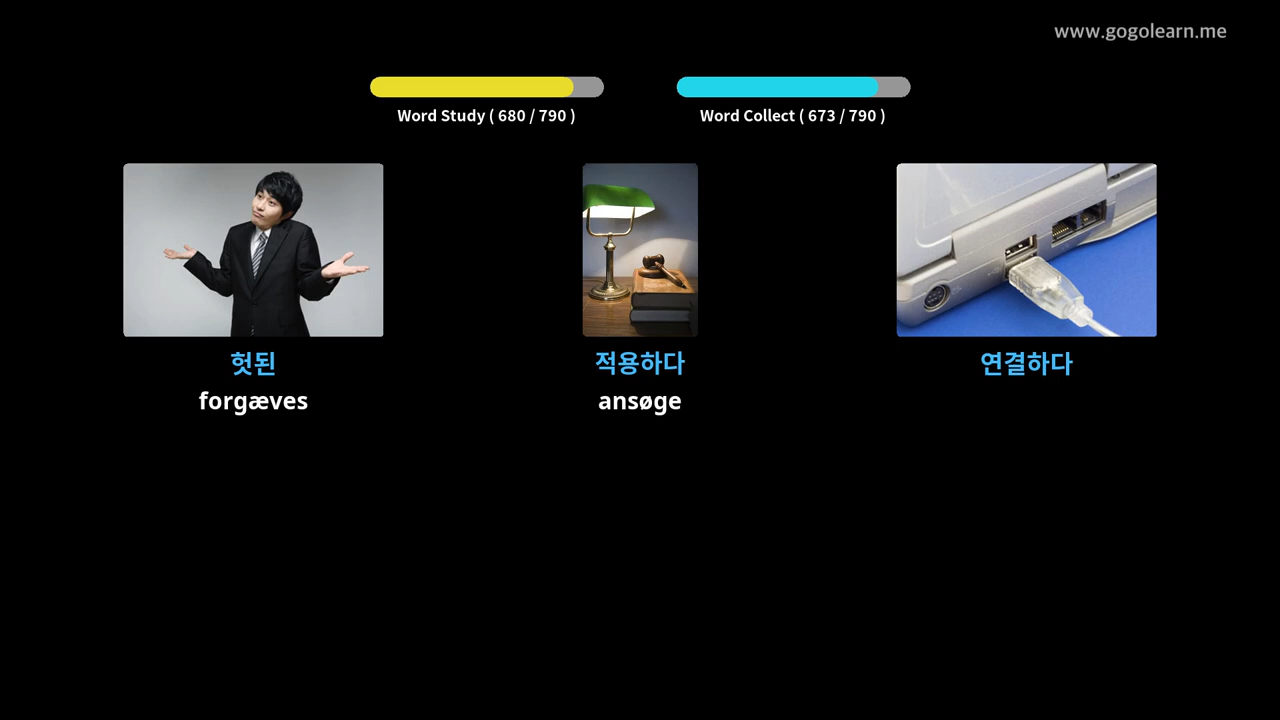 www.gogolearn.me
Word Study ( 680 / 790 )
Word Collect ( 673 / 790 )
헛된
forgæves
적용하다
ansøge
연결하다